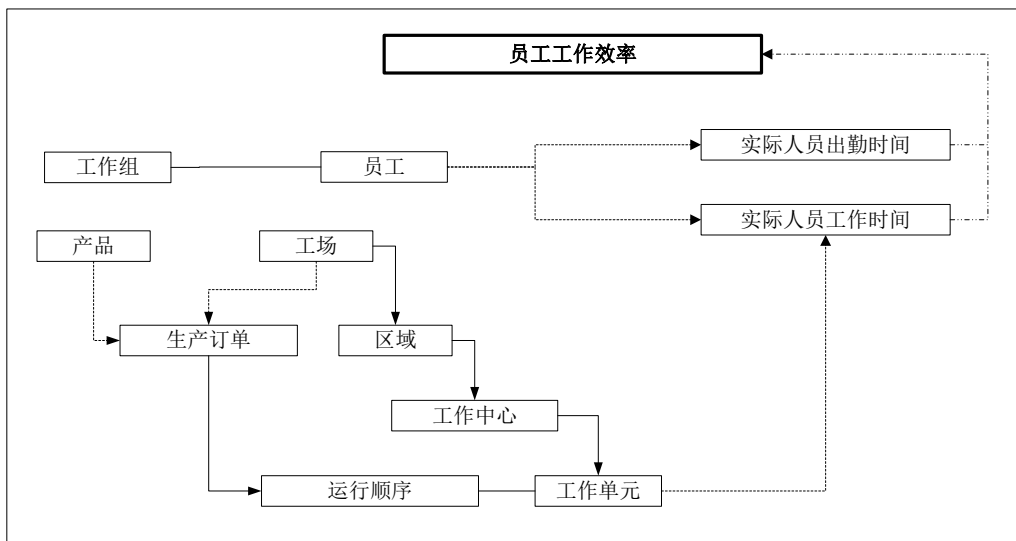 员工工作效率
工作组
员工
实际人员出勤时间
实际人员工作时间
产品
工场
生产订单
区域
工作中心
运行顺序
工作单元